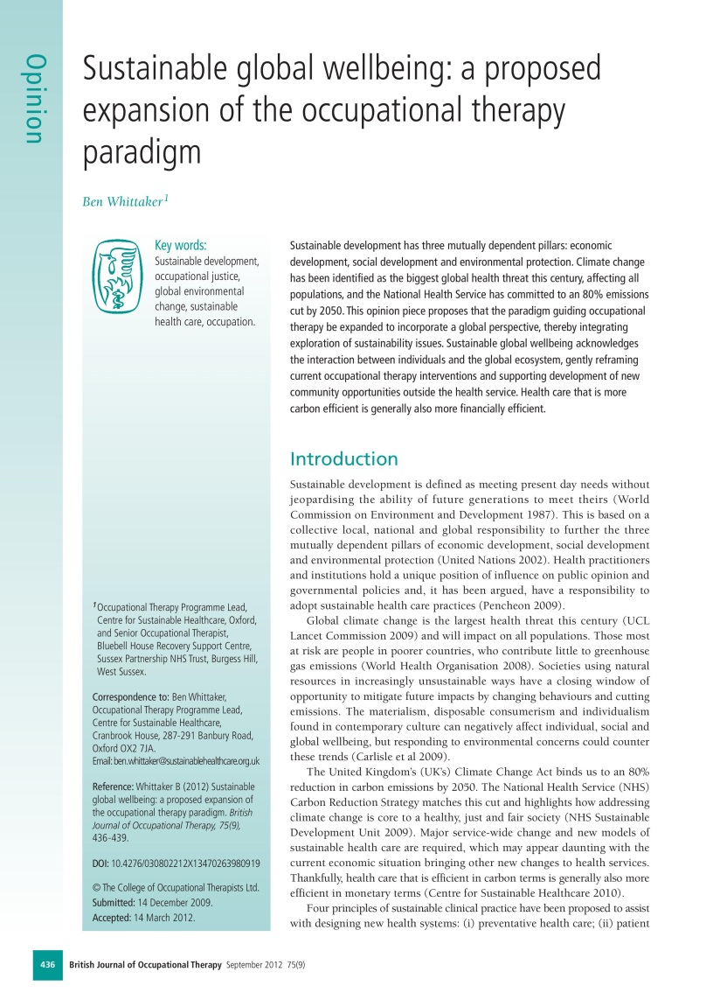 Opinion
Sustainable global wellbeing: a proposed
expansion of the occupational therapy
paradigm
Ben Whittaker1
Key words:
Sustainable development,
occupational justice,
global environmental
change, sustainable
health care, occupation.
Sustainable development has three mutually dependent pillars: economic
development, social development and environmental protection. Climate change
has been identified as the biggest global health threat this century, affecting all
populations, and the National Health Service has committed to an 80% emissions
cut by 2050. This opinion piece proposes that the paradigm guiding occupational
therapy be expanded to incorporate a global perspective, thereby integrating
exploration of sustainability issues. Sustainable global wellbeing acknowledges
the interaction between individuals and the global ecosystem, gently reframing
current occupational therapy interventions and supporting development of new
community opportunities outside the health service. Health care that is more
carbon efficient is generally also more financially efficient.
Introduction
Sustainable development is defined as meeting present day needs without
jeopardising the ability of future generations to meet theirs (World
Commission on Environment and Development 1987). This is based on a
collective local, national and global responsibility to further the three
mutually dependent pillars of economic development, social development
and environmental protection (United Nations 2002). Health practitioners
and institutions hold a unique position of influence on public opinion and
governmental policies and, it has been argued, have a responsibility to
adopt sustainable health care practices (Pencheon 2009).
Global climate change is the largest health threat this century (UCL
Lancet Commission 2009) and will impact on all populations. Those most
at risk are people in poorer countries, who contribute little to greenhouse
gas emissions (World Health Organisation 2008). Societies using natural
resources in increasingly unsustainable ways have a closing window of
opportunity to mitigate future impacts by changing behaviours and cutting
emissions. The materialism, disposable consumerism and individualism
found in contemporary culture can negatively affect individual, social and
global wellbeing, but responding to environmental concerns could counter
these trends (Carlisle et al 2009).
The United Kingdom's (UK's) Climate Change Act binds us to an 80%
reduction in carbon emissions by 2050. The National Health Service (NHS)
Carbon Reduction Strategy matches this cut and highlights how addressing
climate change is core to a healthy, just and fair society (NHS Sustainable
Development Unit 2009). Major service-wide change and new models of
sustainable health care are required, which may appear daunting with the
current economic situation bringing other new changes to health services.
Thankfully, health care that is efficient in carbon terms is generally also more
efficient in monetary terms (Centre for Sustainable Healthcare 2010).
Four principles of sustainable clinical practice have been proposed to assist
with designing new health systems: (i) preventative health care; (ii) patient
1Occupational Therapy Programme Lead,
Centre for Sustainable Healthcare, Oxford,
and Senior Occupational Therapist,
Bluebell House Recovery Support Centre,
Sussex Partnership NHS Trust, Burgess Hill,
West Sussex.
Correspondence to: Ben Whittaker,
Occupational Therapy Programme Lead,
Centre for Sustainable Healthcare,
Cranbrook House, 287-291 Banbury Road,
Oxford OX2 7JA.
Email: ben.whittaker@sustainablehealthcare.org.uk
Reference: Whittaker B (2012) Sustainable
global wellbeing: a proposed expansion of
the occupational therapy paradigm. British
Journal of Occupational Therapy, 75(9),
436-439.
DOI: 10.4276/030802212X13470263980919
© The College of Occupational Therapists Ltd.
Submitted: 14 December 2009.
Accepted: 14 March 2012.
436 British Journal of Occupational Therapy September 2012 75(9)